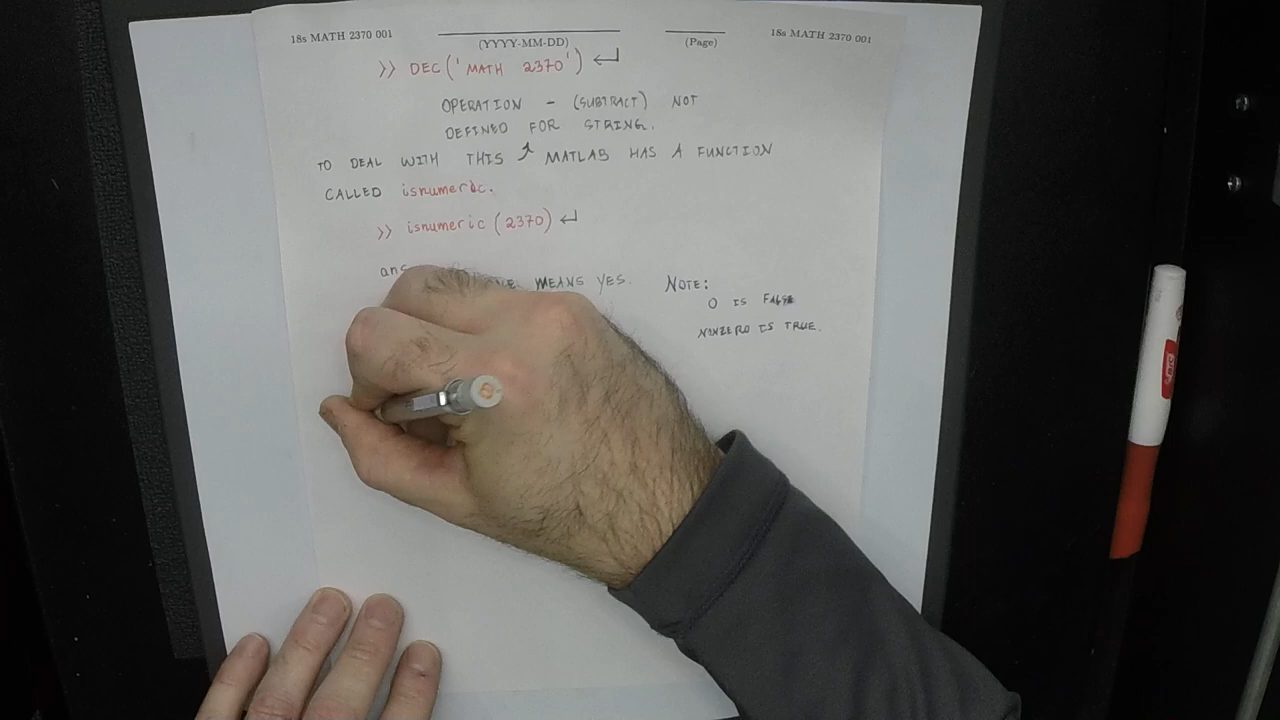 18s MATH 2370 001 (YYYY-MM-DD) (Page) 18s MATH 2370 001
>> DEC('MATH 2370') ↵
OPERATION - (SUBTRACT) NOT
DEFINED FOR STRING.
TO DEAL WITH THIS ↑ MATLAB HAS A FUNCTION
CALLED isnumeric.
>> isnumeric (2370) ↵
ans
MEANS YES. NOTE:
0 IS FALSE
NONZERO IS TRUE.